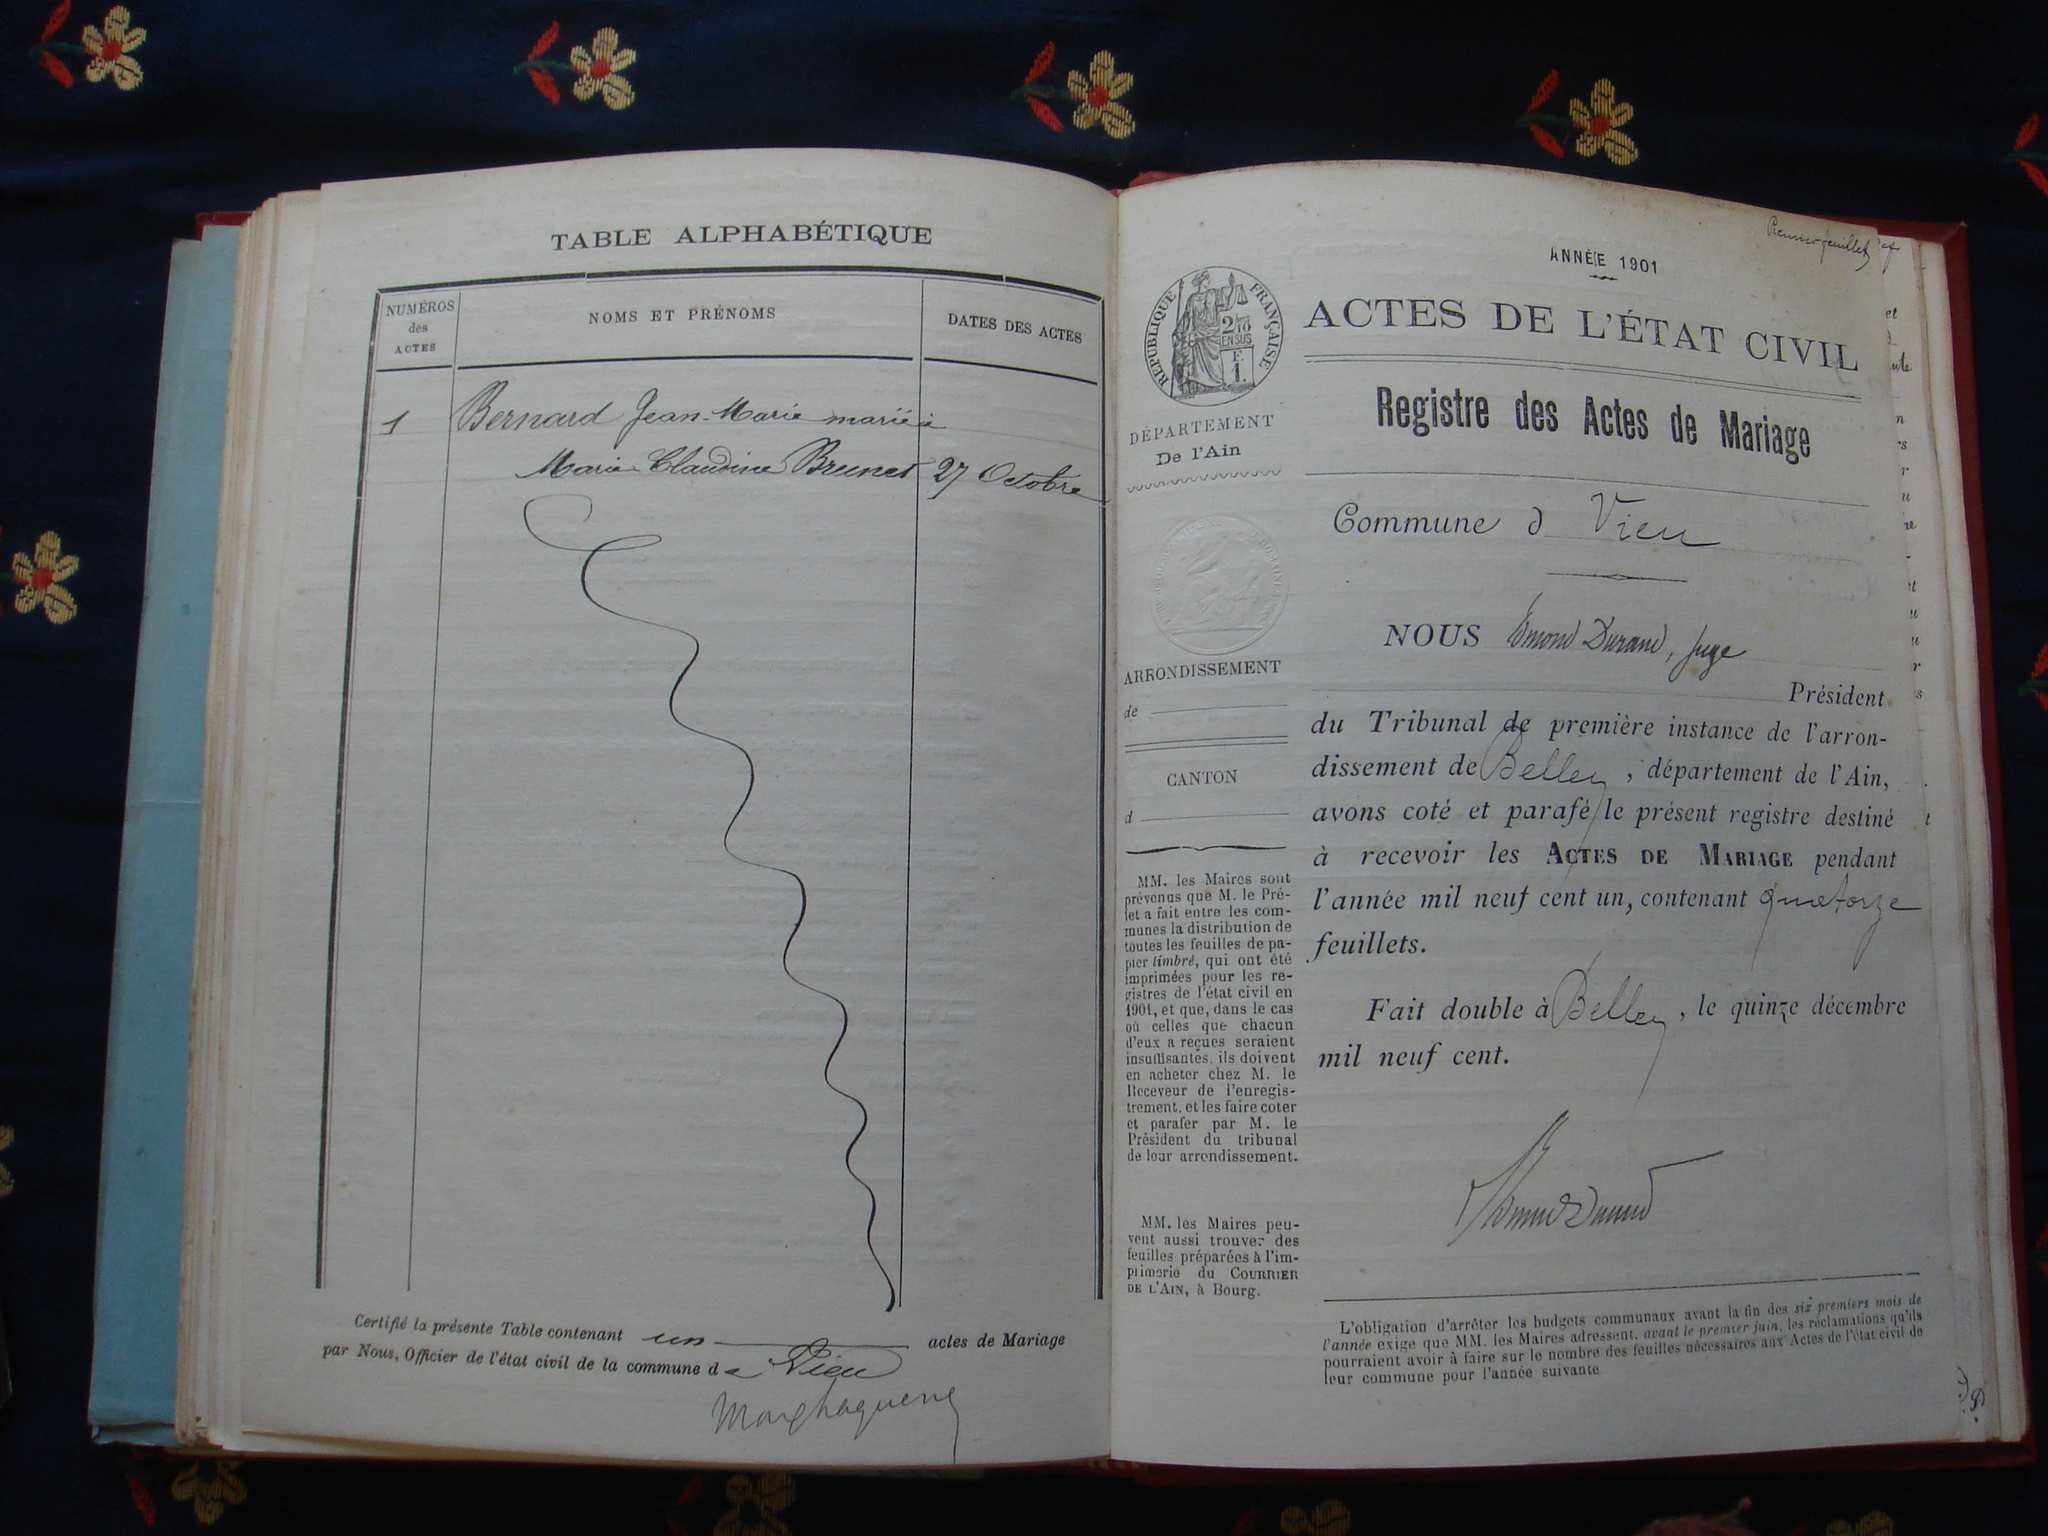 TABLE ALPHABÉTIQUE
NUMÉROS
des
ACTES
NOMS ET PRÉNOMS
DATES DES ACTES
1 Bernard Jean-Marie marié à
Marie Claudine Brunet 27 Octobre
Certifié la présente Table contenant un actes de Mariage
par Nous, Officier de l'état civil de la commune de Vieu
Premier feuillet
ANNÉE 1901
RÉPUBLIQUE FRANÇAISE
2/10
EN SUS
F.
1.
ACTES DE L'ÉTAT CIVIL
Registre des Actes de Mariage
DÉPARTEMENT
De l'Ain
Commune d Vieu
NOUS Edmond Durand, juge
Président
du Tribunal de première instance de l'arron-
dissement de Belley, département de l'Ain,
avons coté et parafé le présent registre destiné
à recevoir les ACTES DE MARIAGE pendant
l'année mil neuf cent un, contenant quatorze
feuillets.
Fait double à Belley, le quinze décembre
mil neuf cent.
Edmond Durand
ARRONDISSEMENT
de
CANTON
d
MM. les Maires sont
prévenus que M. le Pré-
fet a fait entre les com-
munes la distribution de
toutes les feuilles de pa-
pier timbré, qui ont été
imprimées pour les re-
gistres de l'état civil en
1901, et que, dans le cas
où celles que chacun
d'eux a reçues seraient
insuffisantes, ils doivent
en acheter chez M. le
Receveur de l'enregis-
trement, et les faire coter
et parafer par M. le
Président du tribunal
de leur arrondissement.
MM. les Maires peu-
vent aussi trouver des
feuilles préparées à l'im-
primerie du COURRIER
DE L'AIN, à Bourg.
L'obligation d'arrêter les budgets communaux avant la fin des six premiers mois de
l'année exige que MM. les Maires adressent, avant le premier juin, les réclamations qu'ils
pourraient avoir à faire sur le nombre des feuilles nécessaires aux Actes de l'état civil de
leur commune pour l'année suivante